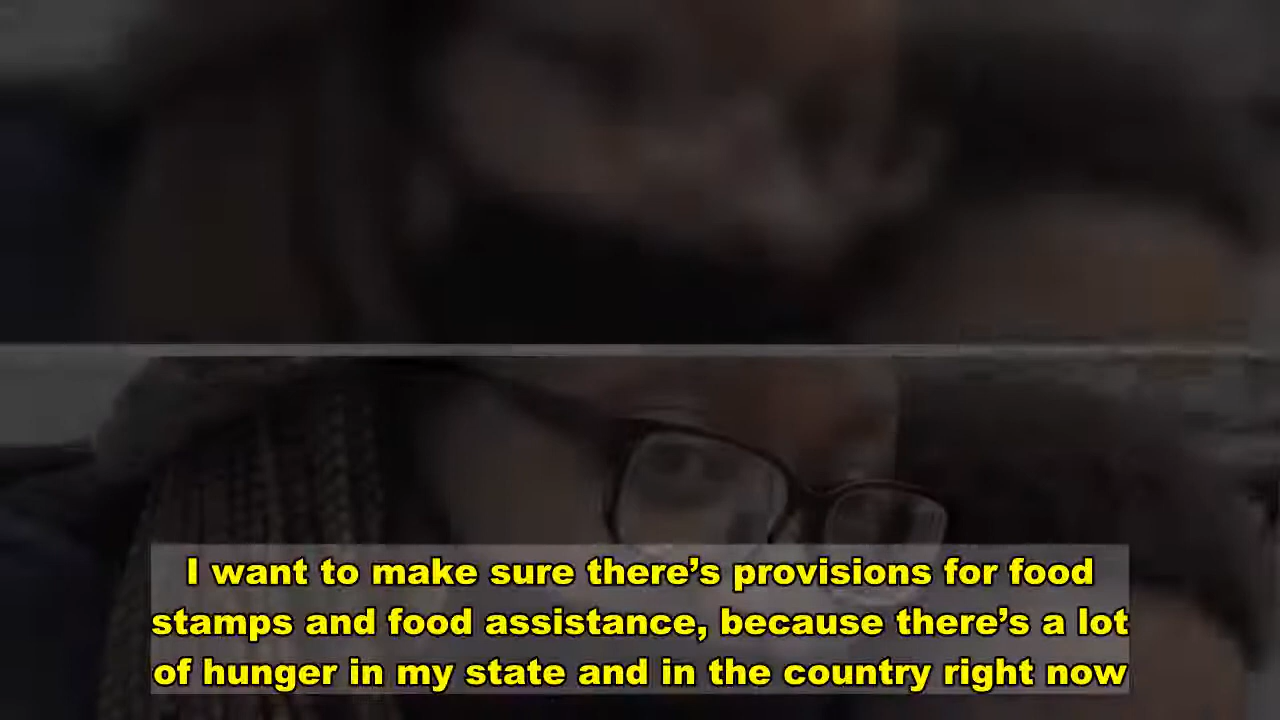 I want to make sure there’s provisions for food
stamps and food assistance, because there’s a lot
of hunger in my state and in the country right now